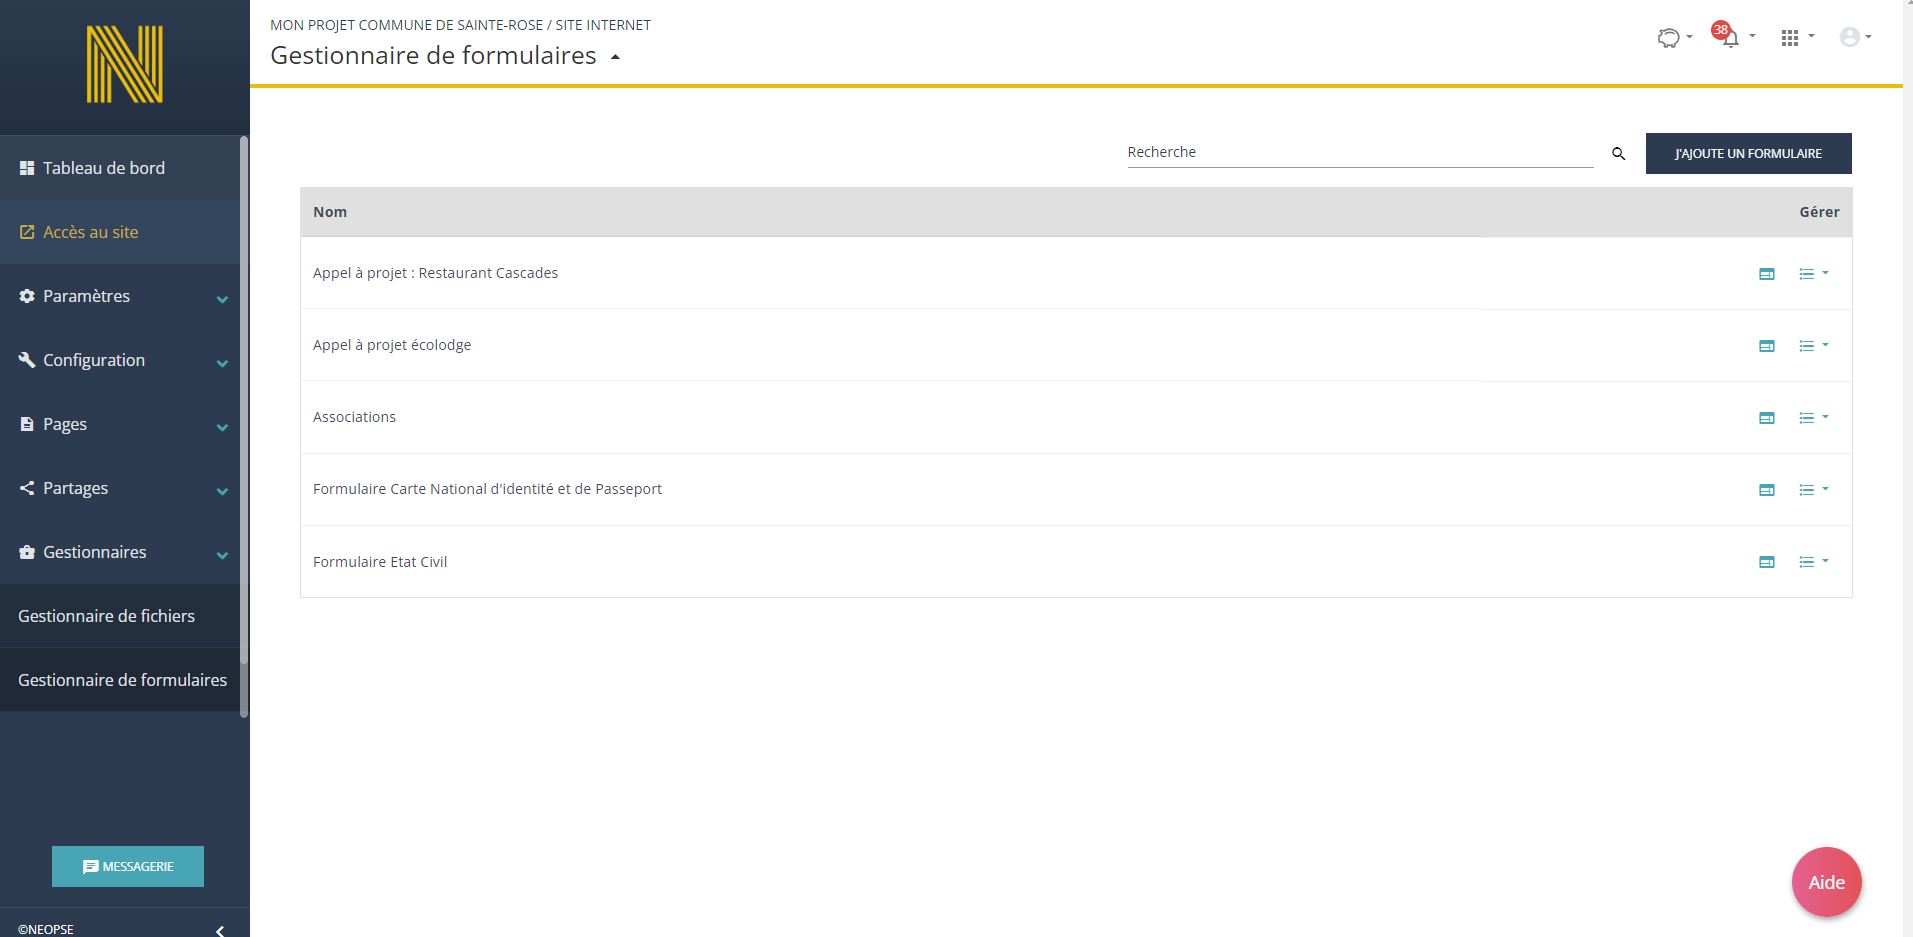 MON PROJET COMMUNE DE SAINTE-ROSE / SITE INTERNET
Gestionnaire de formulaires
38
Tableau de bord
Accès au site
Paramètres
Configuration
Pages
Partages
Gestionnaires
Gestionnaire de fichiers
Gestionnaire de formulaires
MESSAGERIE
©NEOPSE
Recherche
J'AJOUTE UN FORMULAIRE
Nom Gérer
Appel à projet : Restaurant Cascades
Appel à projet écolodge
Associations
Formulaire Carte National d'identité et de Passeport
Formulaire Etat Civil
Aide